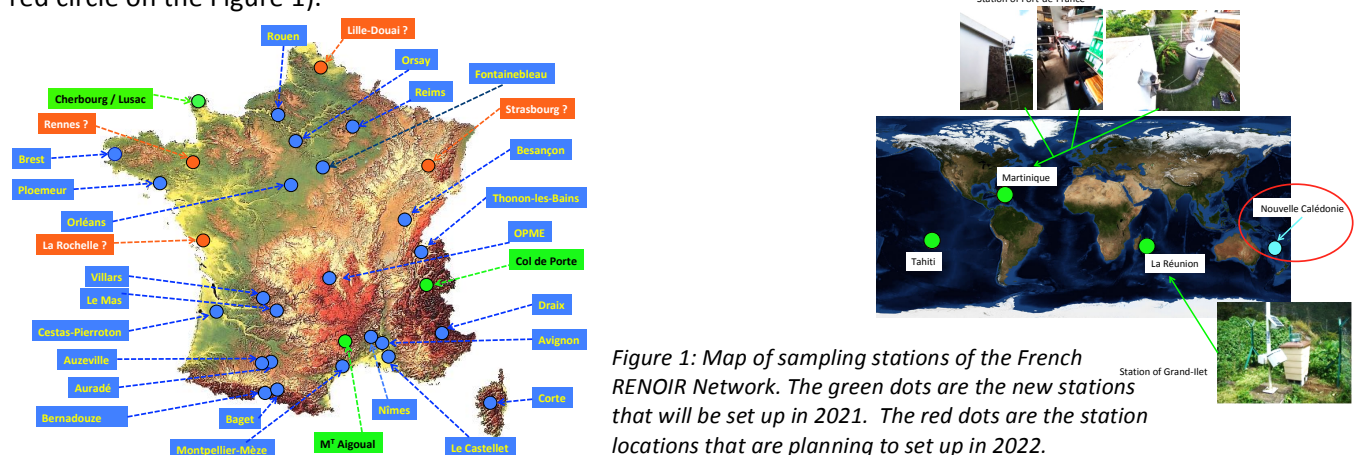 red circle on the Figure 1).
Rouen
Lille-Douai ?
Orsay
Fontainebleau
Reims
Cherbourg / Lusac
Strasbourg ?
Rennes ?
Besançon
Brest
Ploemeur
Thonon-les-Bains
Orléans
OPME
La Rochelle ?
Col de Porte
Villars
Le Mas
Draix
Cestas-Pierroton
Avignon
Auzeville
Auradé
Corte
Bernadouze
Baget
Nîmes
Montpellier-Mèze
Mᵀ Aigoual
Le Castellet
Station of Fort-de-France
Martinique
Nouvelle Calédonie
Tahiti
La Réunion
Station of Grand-Ilet
Figure 1: Map of sampling stations of the French
RENOIR Network. The green dots are the new stations
that will be set up in 2021. The red dots are the station
locations that are planning to set up in 2022.